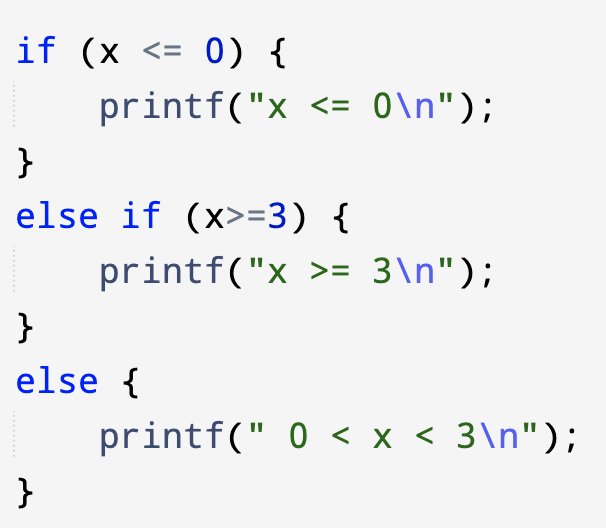 if (x <= 0) {
    printf("x <= 0\n");
}
else if (x>=3) {
    printf("x >= 3\n");
}
else {
    printf(" 0 < x < 3\n");
}